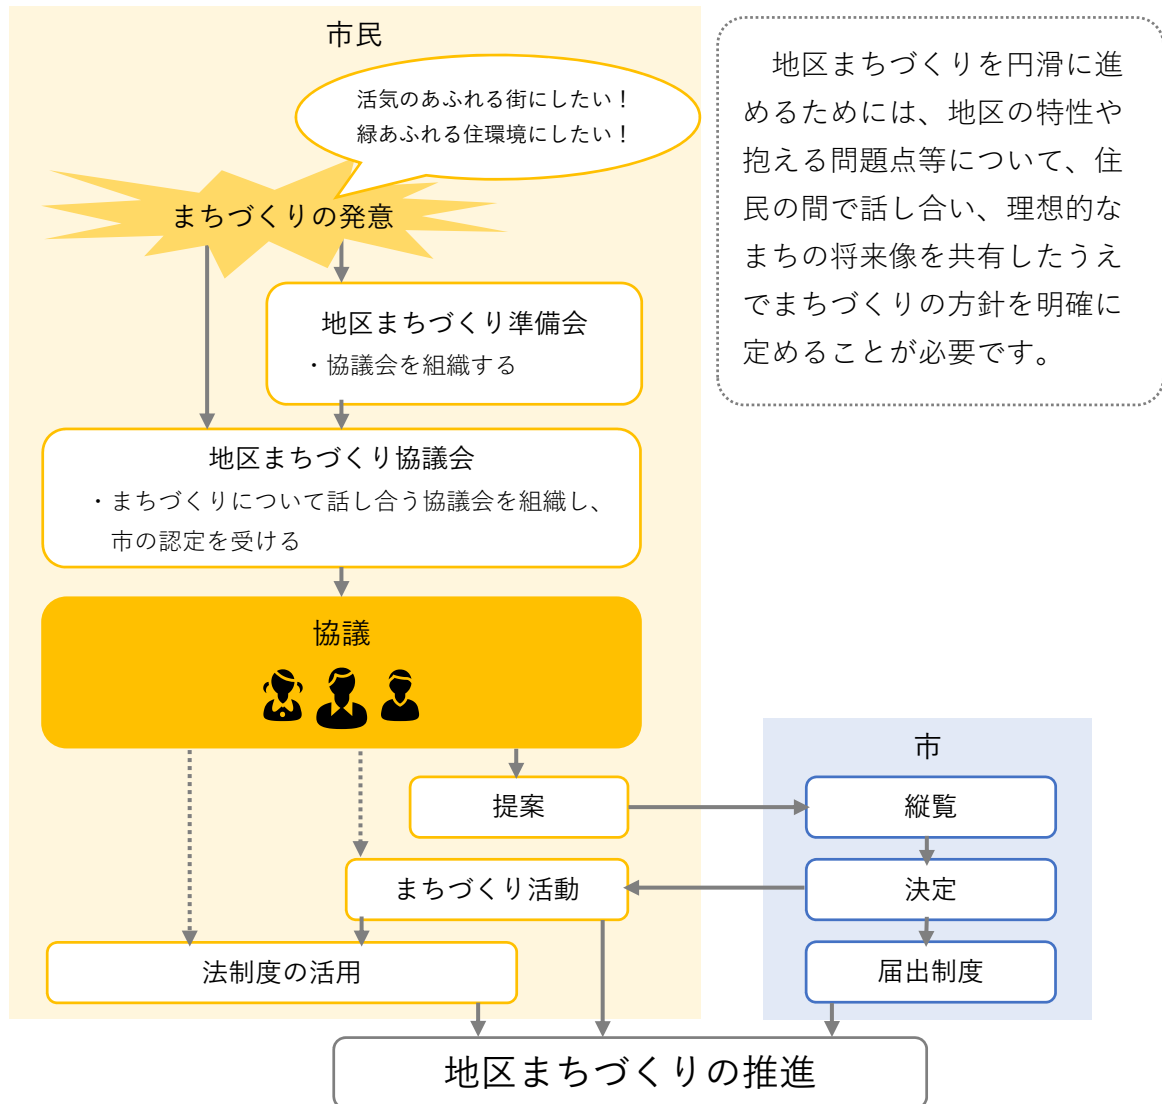 市民
活気のあふれる街にしたい！
緑あふれる住環境にしたい！
まちづくりの発意
地区まちづくり準備会
・協議会を組織する
地区まちづくり協議会
・まちづくりについて話し合う協議会を組織し、
市の認定を受ける
協議
提案
まちづくり活動
法制度の活用
地区まちづくりを円滑に進
めるためには、地区の特性や
抱える問題点等について、住
民の間で話し合い、理想的な
まちの将来像を共有したうえ
でまちづくりの方針を明確に
定めることが必要です。
市
縦覧
決定
届出制度
地区まちづくりの推進